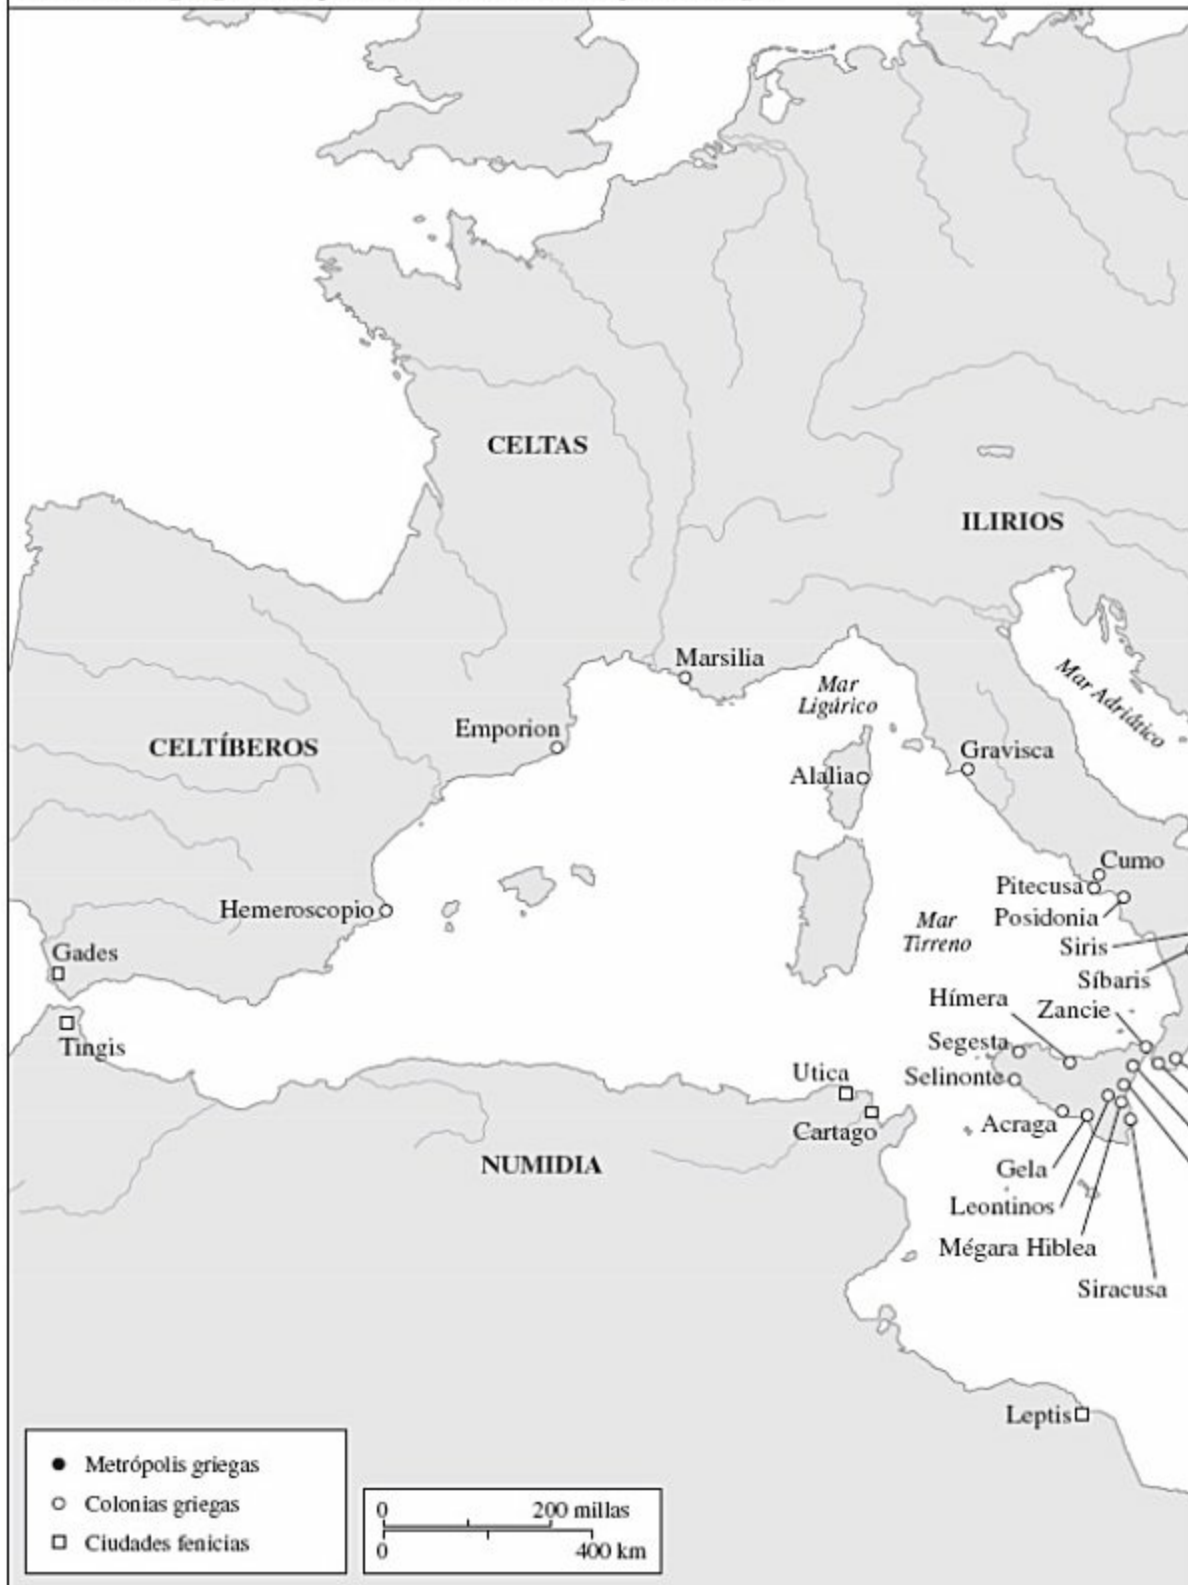 CELTAS
ILIRIOS
Marsilia
Mar
Ligúrico
Mar Adriático
Emporion
CELTÍBEROS
Gravisca
Alalia
Cumo
Pitecusa
Hemeroscopio
Posidonia
Mar
Tirreno
Siris
Gades
Síbaris
Hímera
Zancie
Segesta
Tingis
Utica
Selinonte
Acraga
Cartago
NUMIDIA
Gela
Leontinos
Mégara Hiblea
Siracusa
Leptis
Metrópolis griegas
Colonias griegas
Ciudades fenicias
0 200 millas
0 400 km